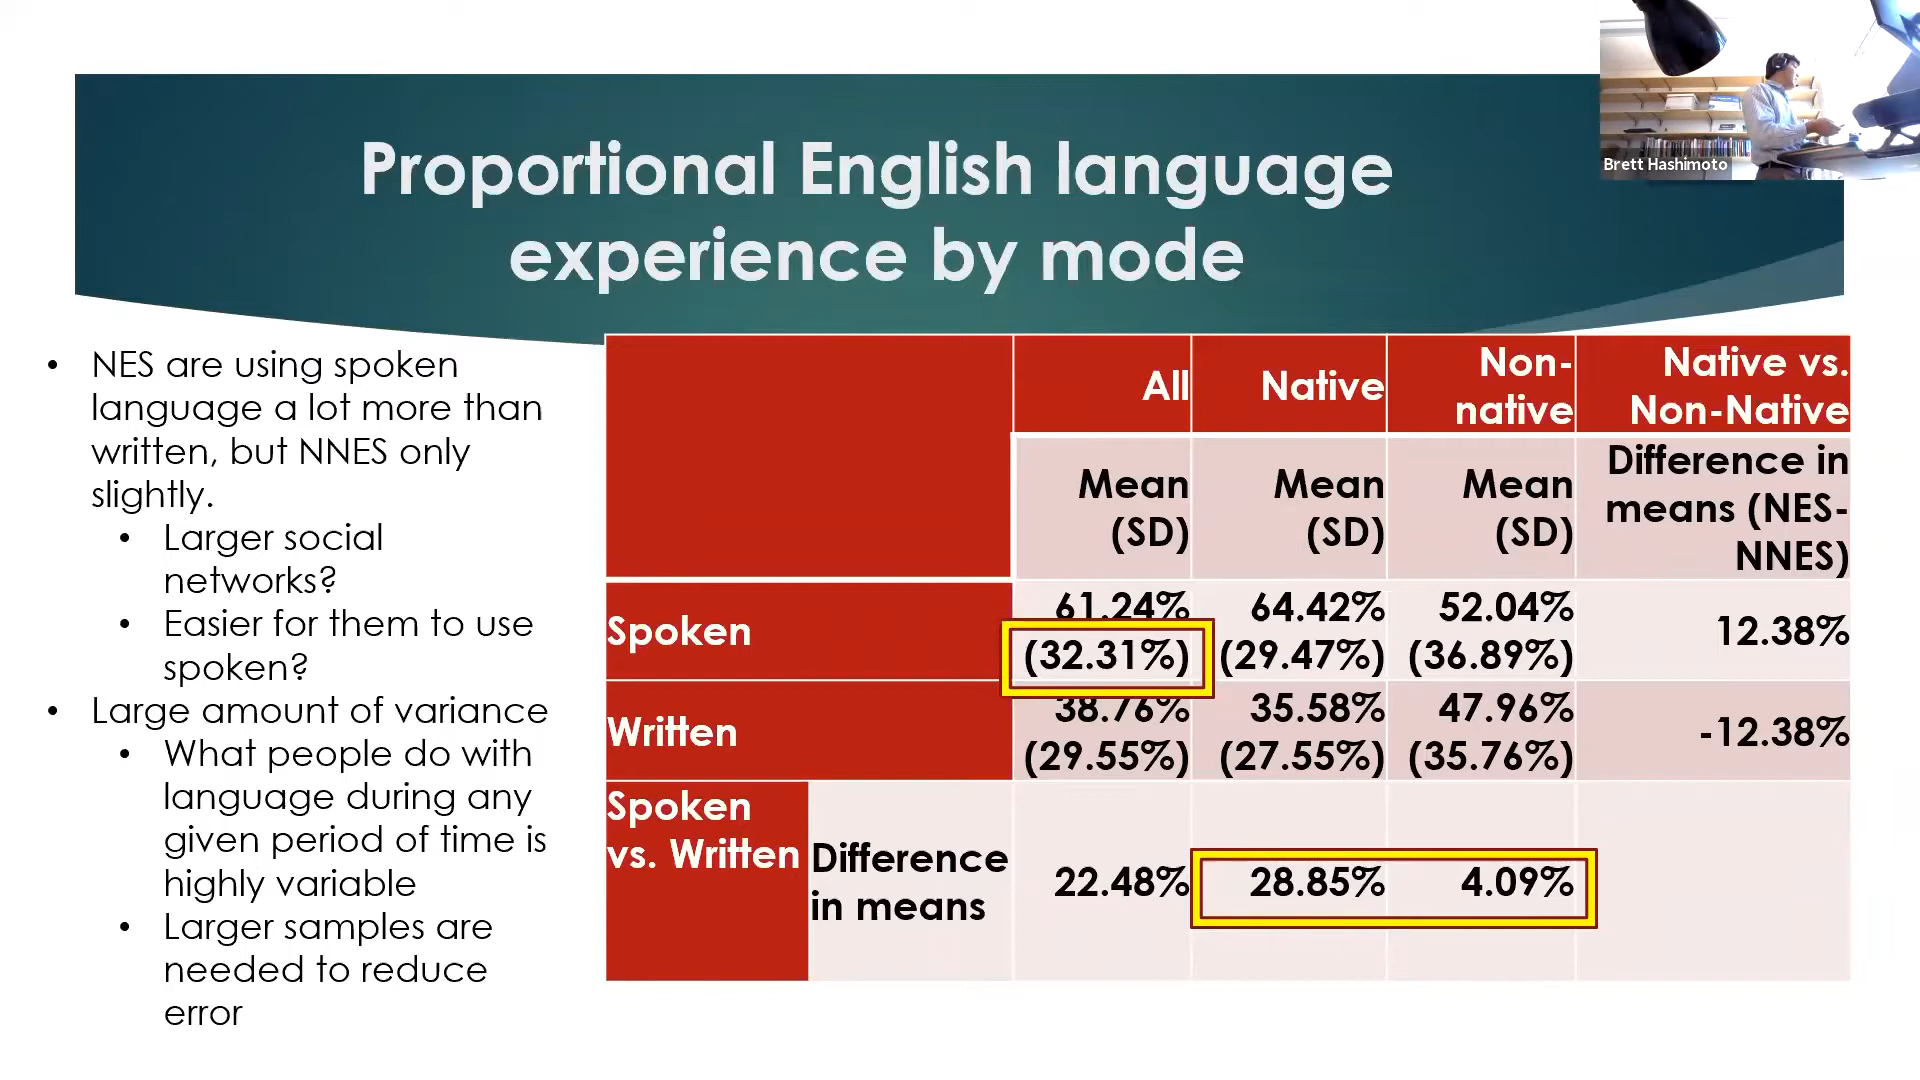 Proportional English language
experience by mode
Brett Hashimoto
• NES are using spoken
language a lot more than
written, but NNES only
slightly.
• Larger social
networks?
• Easier for them to use
spoken?
• Large amount of variance
• What people do with
language during any
given period of time is
highly variable
• Larger samples are
needed to reduce
error
All
Native
Non-
native
Native vs.
Non-Native
Mean
(SD)
Mean
(SD)
Mean
(SD)
Difference in
means (NES-
NNES)
Spoken
61.24%
(32.31%)
64.42%
(29.47%)
52.04%
(36.89%)
12.38%
Written
38.76%
(29.55%)
35.58%
(27.55%)
47.96%
(35.76%)
-12.38%
Spoken
vs. Written
Difference
in means
22.48%
28.85%
4.09%